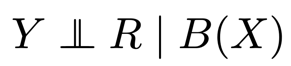 Y ⫫ R | B(X)